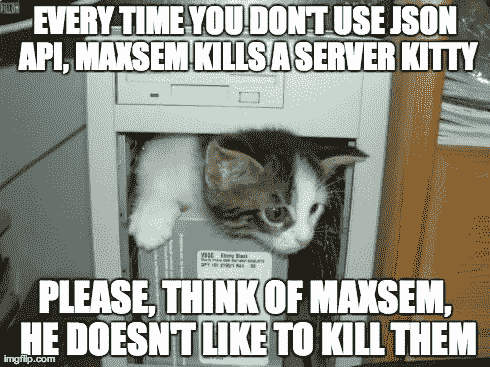 EVERY TIME YOU DON'T USE JSON
API, MAXSEM KILLS A SERVER KITTY
PLEASE, THINK OF MAXSEM,
HE DOESN'T LIKE TO KILL THEM
imgflip.com